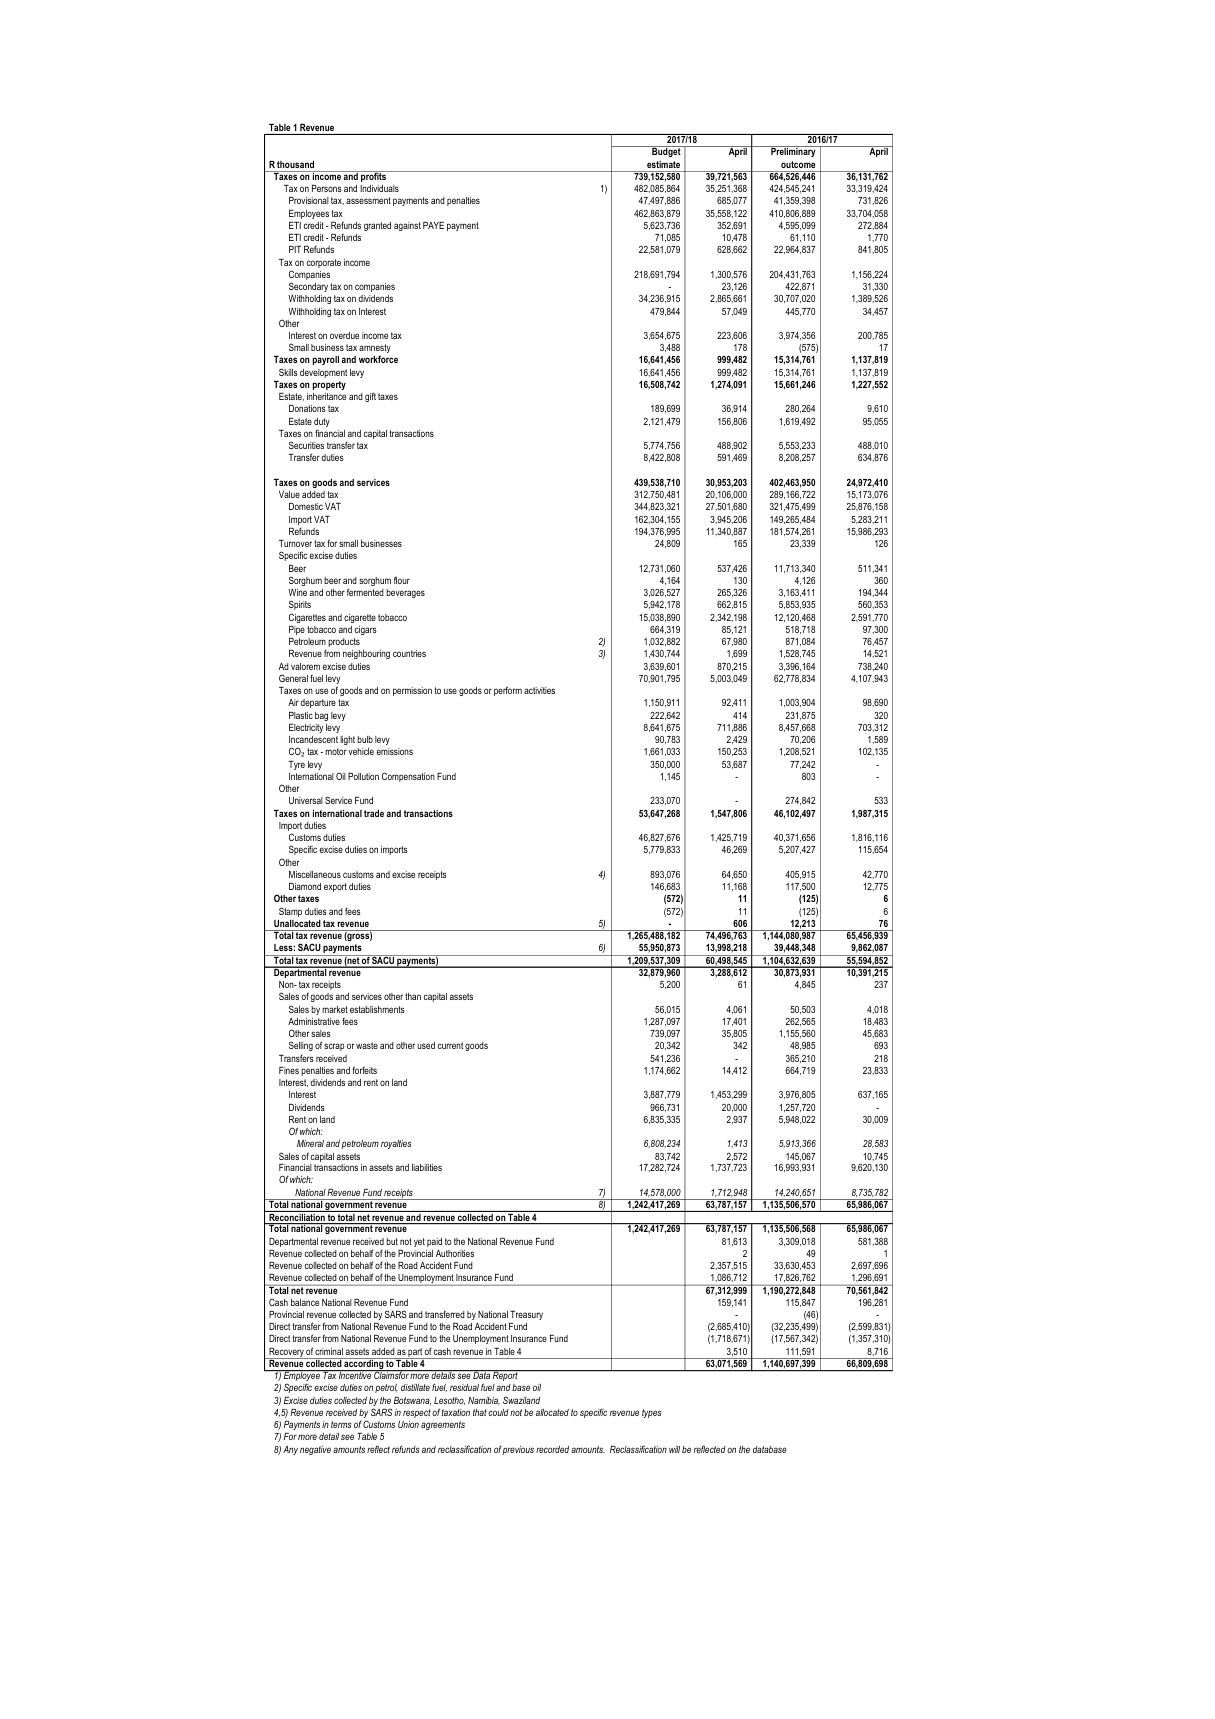 Table 1 Revenue
2017/18 2016/17
Budget April Preliminary April
R thousand estimate outcome
Taxes on income and profits 739,152,580 39,721,563 664,526,446 36,131,762
Tax on Persons and Individuals 1) 482,085,864 35,251,368 424,545,241 33,319,424
Provisional tax, assessment payments and penalties 47,497,886 685,077 41,359,398 731,826
Employees tax 462,863,879 35,558,122 410,806,889 33,704,058
ETI credit - Refunds granted against PAYE payment 5,623,736 352,691 4,595,099 272,884
ETI credit - Refunds 71,085 10,478 61,110 1,770
PIT Refunds 22,581,079 628,662 22,964,837 841,805
Tax on corporate income
Companies 218,691,794 1,300,576 204,431,763 1,156,224
Secondary tax on companies - 23,126 422,871 31,330
Withholding tax on dividends 34,236,915 2,865,661 30,707,020 1,389,526
Withholding tax on Interest 479,844 57,049 445,770 34,457
Other
Interest on overdue income tax 3,654,675 223,606 3,974,356 200,785
Small business tax amnesty 3,488 178 (575) 17
Taxes on payroll and workforce 16,641,456 999,482 15,314,761 1,137,819
Skills development levy 16,641,456 999,482 15,314,761 1,137,819
Taxes on property 16,508,742 1,274,091 15,661,246 1,227,552
Estate, inheritance and gift taxes
Donations tax 189,699 36,914 280,264 9,610
Estate duty 2,121,479 156,806 1,619,492 95,055
Taxes on financial and capital transactions
Securities transfer tax 5,774,756 488,902 5,553,233 488,010
Transfer duties 8,422,808 591,469 8,208,257 634,876
Taxes on goods and services 439,538,710 30,953,203 402,463,950 24,972,410
Value added tax 312,750,481 20,106,000 289,166,722 15,173,076
Domestic VAT 344,823,321 27,501,680 321,475,499 25,876,158
Import VAT 162,304,155 3,945,206 149,265,484 5,283,211
Refunds 194,376,995 11,340,887 181,574,261 15,986,293
Turnover tax for small businesses 24,809 165 23,339 126
Specific excise duties
Beer 12,731,060 537,426 11,713,340 511,341
Sorghum beer and sorghum flour 4,164 130 4,126 360
Wine and other fermented beverages 3,026,527 265,326 3,163,411 194,344
Spirits 5,942,178 662,815 5,853,935 560,353
Cigarettes and cigarette tobacco 15,038,890 2,342,198 12,120,468 2,591,770
Pipe tobacco and cigars 664,319 85,121 518,718 97,300
Petroleum products 2) 1,032,882 67,980 871,084 76,457
Revenue from neighbouring countries 3) 1,430,744 1,699 1,528,745 14,521
Ad valorem excise duties 3,639,601 870,215 3,396,164 738,240
General fuel levy 70,901,795 5,003,049 62,778,834 4,107,943
Taxes on use of goods and on permission to use goods or perform activities
Air departure tax 1,150,911 92,411 1,003,904 98,690
Plastic bag levy 222,642 414 231,875 320
Electricity levy 8,641,675 711,886 8,457,668 703,312
Incandescent light bulb levy 90,783 2,429 70,206 1,589
CO₂ tax - motor vehicle emissions 1,661,033 150,253 1,208,521 102,135
Tyre levy 350,000 53,687 77,242 -
International Oil Pollution Compensation Fund 1,145 - 803 -
Other
Universal Service Fund 233,070 - 274,842 533
Taxes on international trade and transactions 53,647,268 1,547,806 46,102,497 1,987,315
Import duties
Customs duties 46,827,676 1,425,719 40,371,656 1,816,116
Specific excise duties on imports 5,779,833 46,269 5,207,427 115,654
Other
Miscellaneous customs and excise receipts 4) 893,076 64,650 405,915 42,770
Diamond export duties 146,683 11,168 117,500 12,775
Other taxes (572) 11 (125) 6
Stamp duties and fees (572) 11 (125) 6
Unallocated tax revenue 5) - 606 12,213 76
Total tax revenue (gross) 1,265,488,182 74,496,763 1,144,080,987 65,456,939
Less: SACU payments 6) 55,950,873 13,998,218 39,448,348 9,862,087
Total tax revenue (net of SACU payments) 1,209,537,309 60,498,545 1,104,632,639 55,594,852
Departmental revenue 32,879,960 3,288,612 30,873,931 10,391,215
Non- tax receipts 5,200 61 4,845 237
Sales of goods and services other than capital assets
Sales by market establishments 56,015 4,061 50,503 4,018
Administrative fees 1,287,097 17,401 262,565 18,483
Other sales 739,097 35,805 1,155,560 45,683
Selling of scrap or waste and other used current goods 20,342 342 48,985 693
Transfers received 541,236 - 365,210 218
Fines penalties and forfeits 1,174,662 14,412 664,719 23,833
Interest, dividends and rent on land
Interest 3,887,779 1,453,299 3,976,805 637,165
Dividends 966,731 20,000 1,257,720 -
Rent on land 6,835,335 2,937 5,948,022 30,009
Of which:
Mineral and petroleum royalties 6,808,234 1,413 5,913,366 28,583
Sales of capital assets 83,742 2,572 145,067 10,745
Financial transactions in assets and liabilities 17,282,724 1,737,723 16,993,931 9,620,130
Of which:
National Revenue Fund receipts 7) 14,578,000 1,712,948 14,240,651 8,735,782
Total national government revenue 8) 1,242,417,269 63,787,157 1,135,506,570 65,986,067
Reconciliation to total net revenue and revenue collected on Table 4
Total national government revenue 1,242,417,269 63,787,157 1,135,506,568 65,986,067
Departmental revenue received but not yet paid to the National Revenue Fund 81,613 3,309,018 581,388
Revenue collected on behalf of the Provincial Authorities 2 49 1
Revenue collected on behalf of the Road Accident Fund 2,357,515 33,630,453 2,697,696
Revenue collected on behalf of the Unemployment Insurance Fund 1,086,712 17,826,762 1,296,691
Total net revenue 67,312,999 1,190,272,848 70,561,842
Cash balance National Revenue Fund 159,141 115,847 196,281
Provincial revenue collected by SARS and transferred by National Treasury - (46) -
Direct transfer from National Revenue Fund to the Road Accident Fund (2,685,410) (32,235,499) (2,599,831)
Direct transfer from National Revenue Fund to the Unemployment Insurance Fund (1,718,671) (17,567,342) (1,357,310)
Recovery of criminal assets added as part of cash revenue in Table 4 3,510 111,591 8,716
Revenue collected according to Table 4 63,071,569 1,140,697,399 66,809,698
1) Employee Tax Incentive Claimsfor more details see Data Report
2) Specific excise duties on petrol, distillate fuel, residual fuel and base oil
3) Excise duties collected by the Botswana, Lesotho, Namibia, Swaziland
4,5) Revenue received by SARS in respect of taxation that could not be allocated to specific revenue types
6) Payments in terms of Customs Union agreements
7) For more detail see Table 5
8) Any negative amounts reflect refunds and reclassification of previous recorded amounts. Reclassification will be reflected on the database